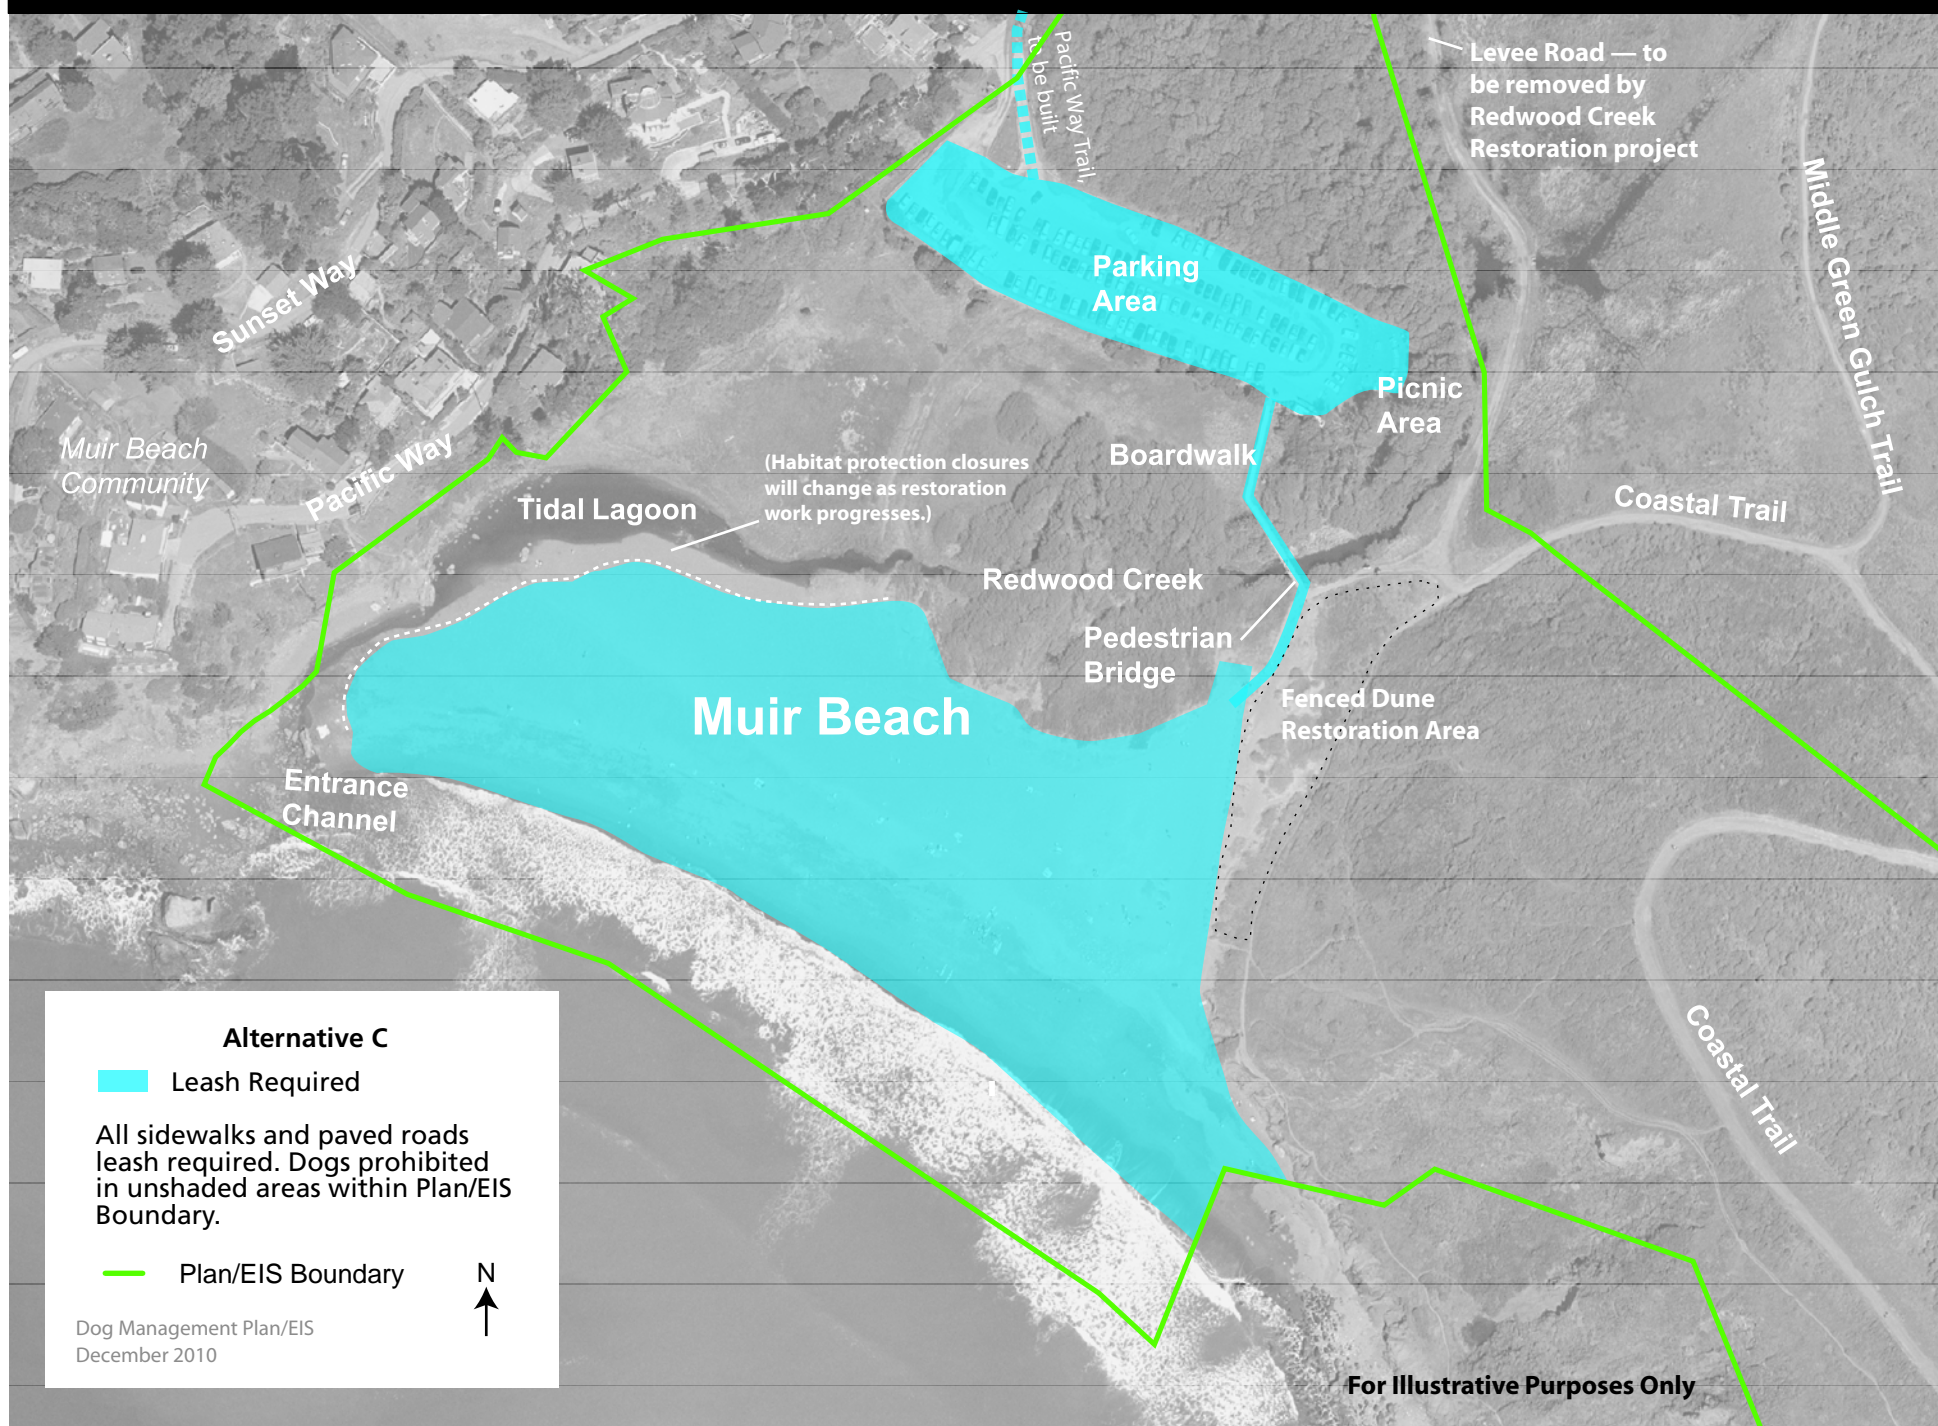 Pacific Way Trail,
to be built
Levee Road — to
be removed by
Redwood Creek
Restoration project
Middle Green Gulch Trail
Sunset Way
Parking
Area
Picnic
Area
Muir Beach
Community
Pacific Way
Boardwalk
(Habitat protection closures
will change as restoration
work progresses.)
Tidal Lagoon
Coastal Trail
Redwood Creek
Pedestrian
Bridge
Muir Beach
Fenced Dune
Restoration Area
Entrance
Channel
Coastal Trail
Alternative C
Leash Required
All sidewalks and paved roads
leash required. Dogs prohibited
in unshaded areas within Plan/EIS
Boundary.
Plan/EIS Boundary
N
Dog Management Plan/EIS
December 2010
For Illustrative Purposes Only